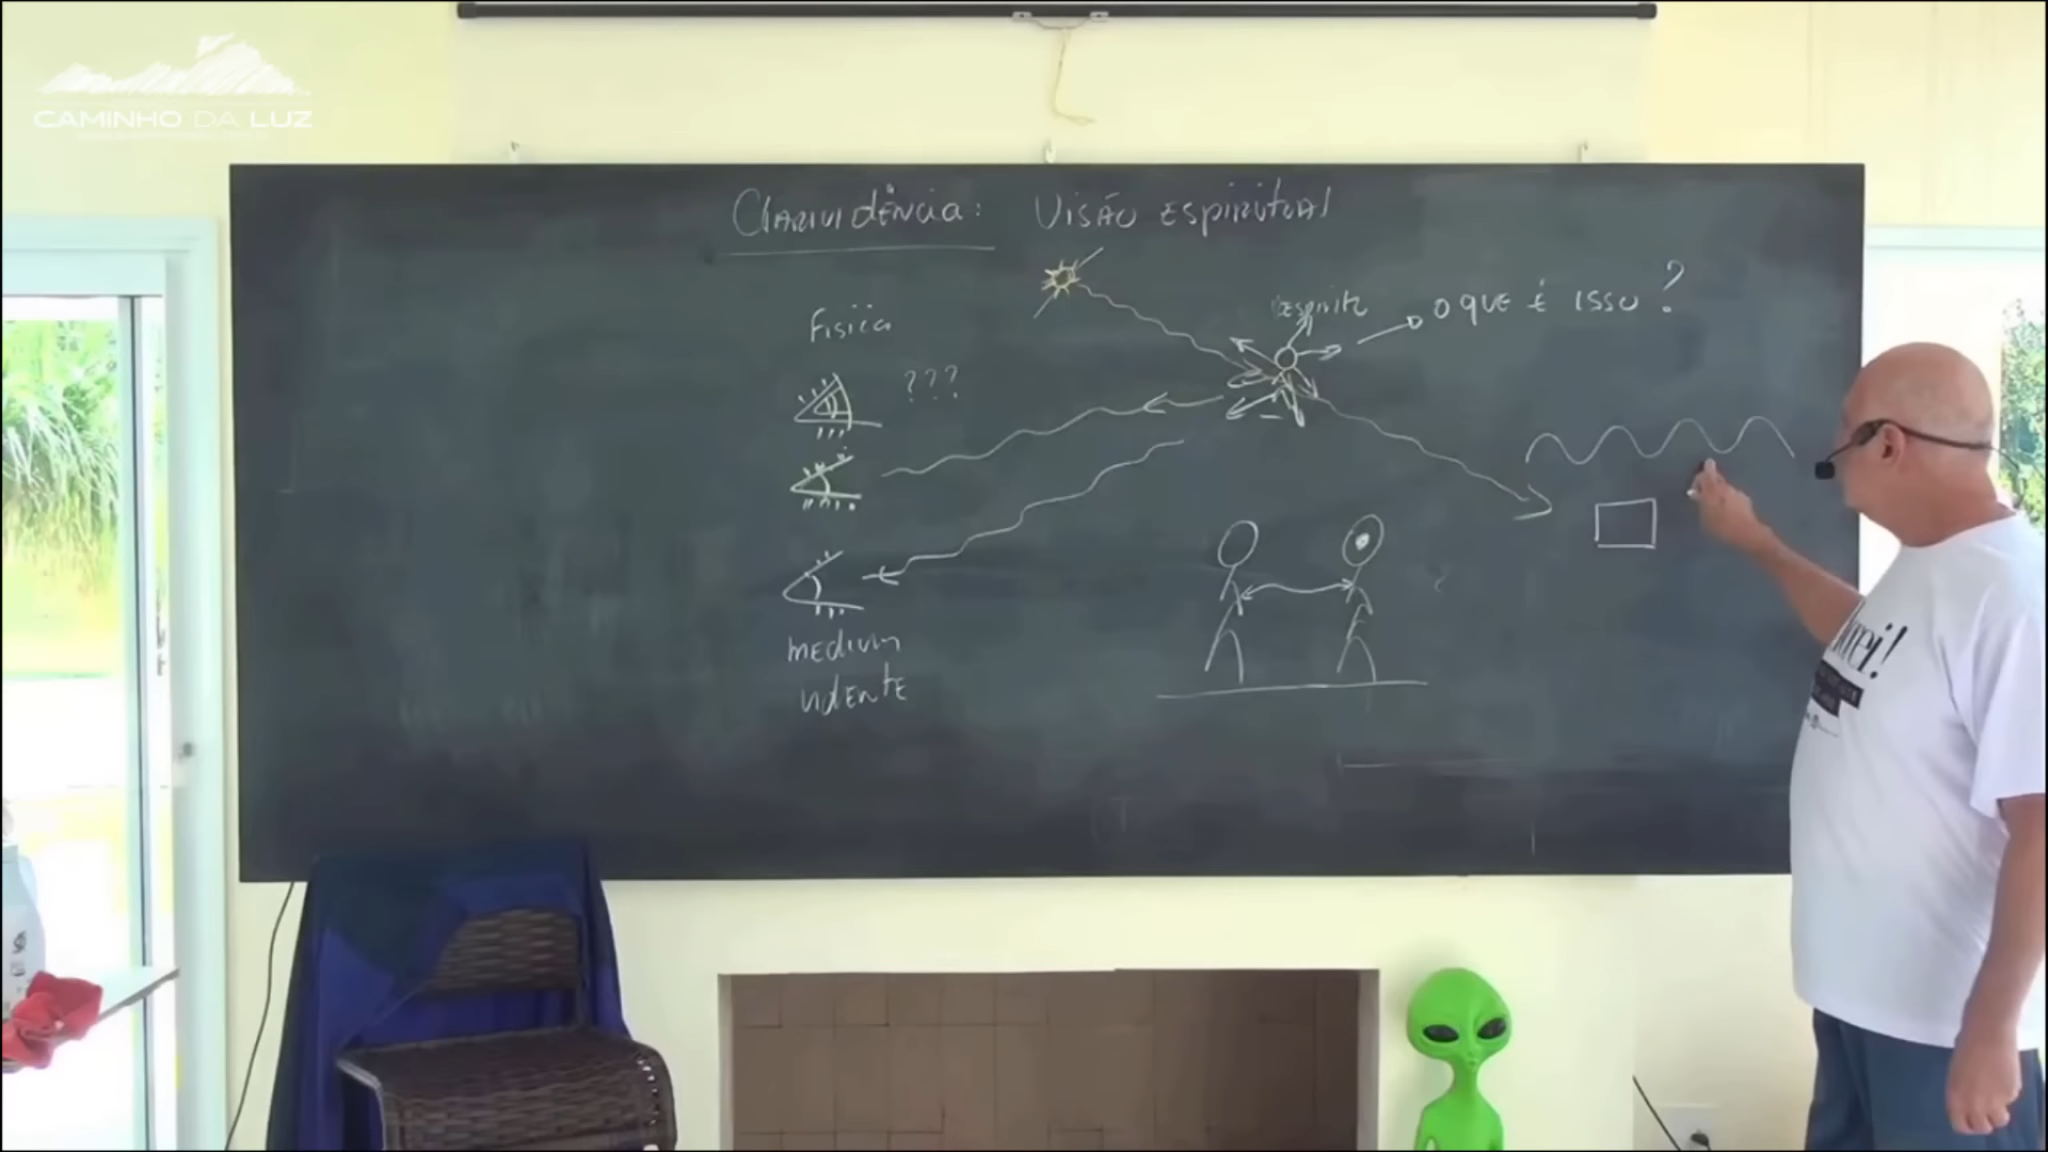 CAMINHO DA LUZ
Clarividência: Visão espiritual
Física
???
espírito
O que é isso?
medium
vidente